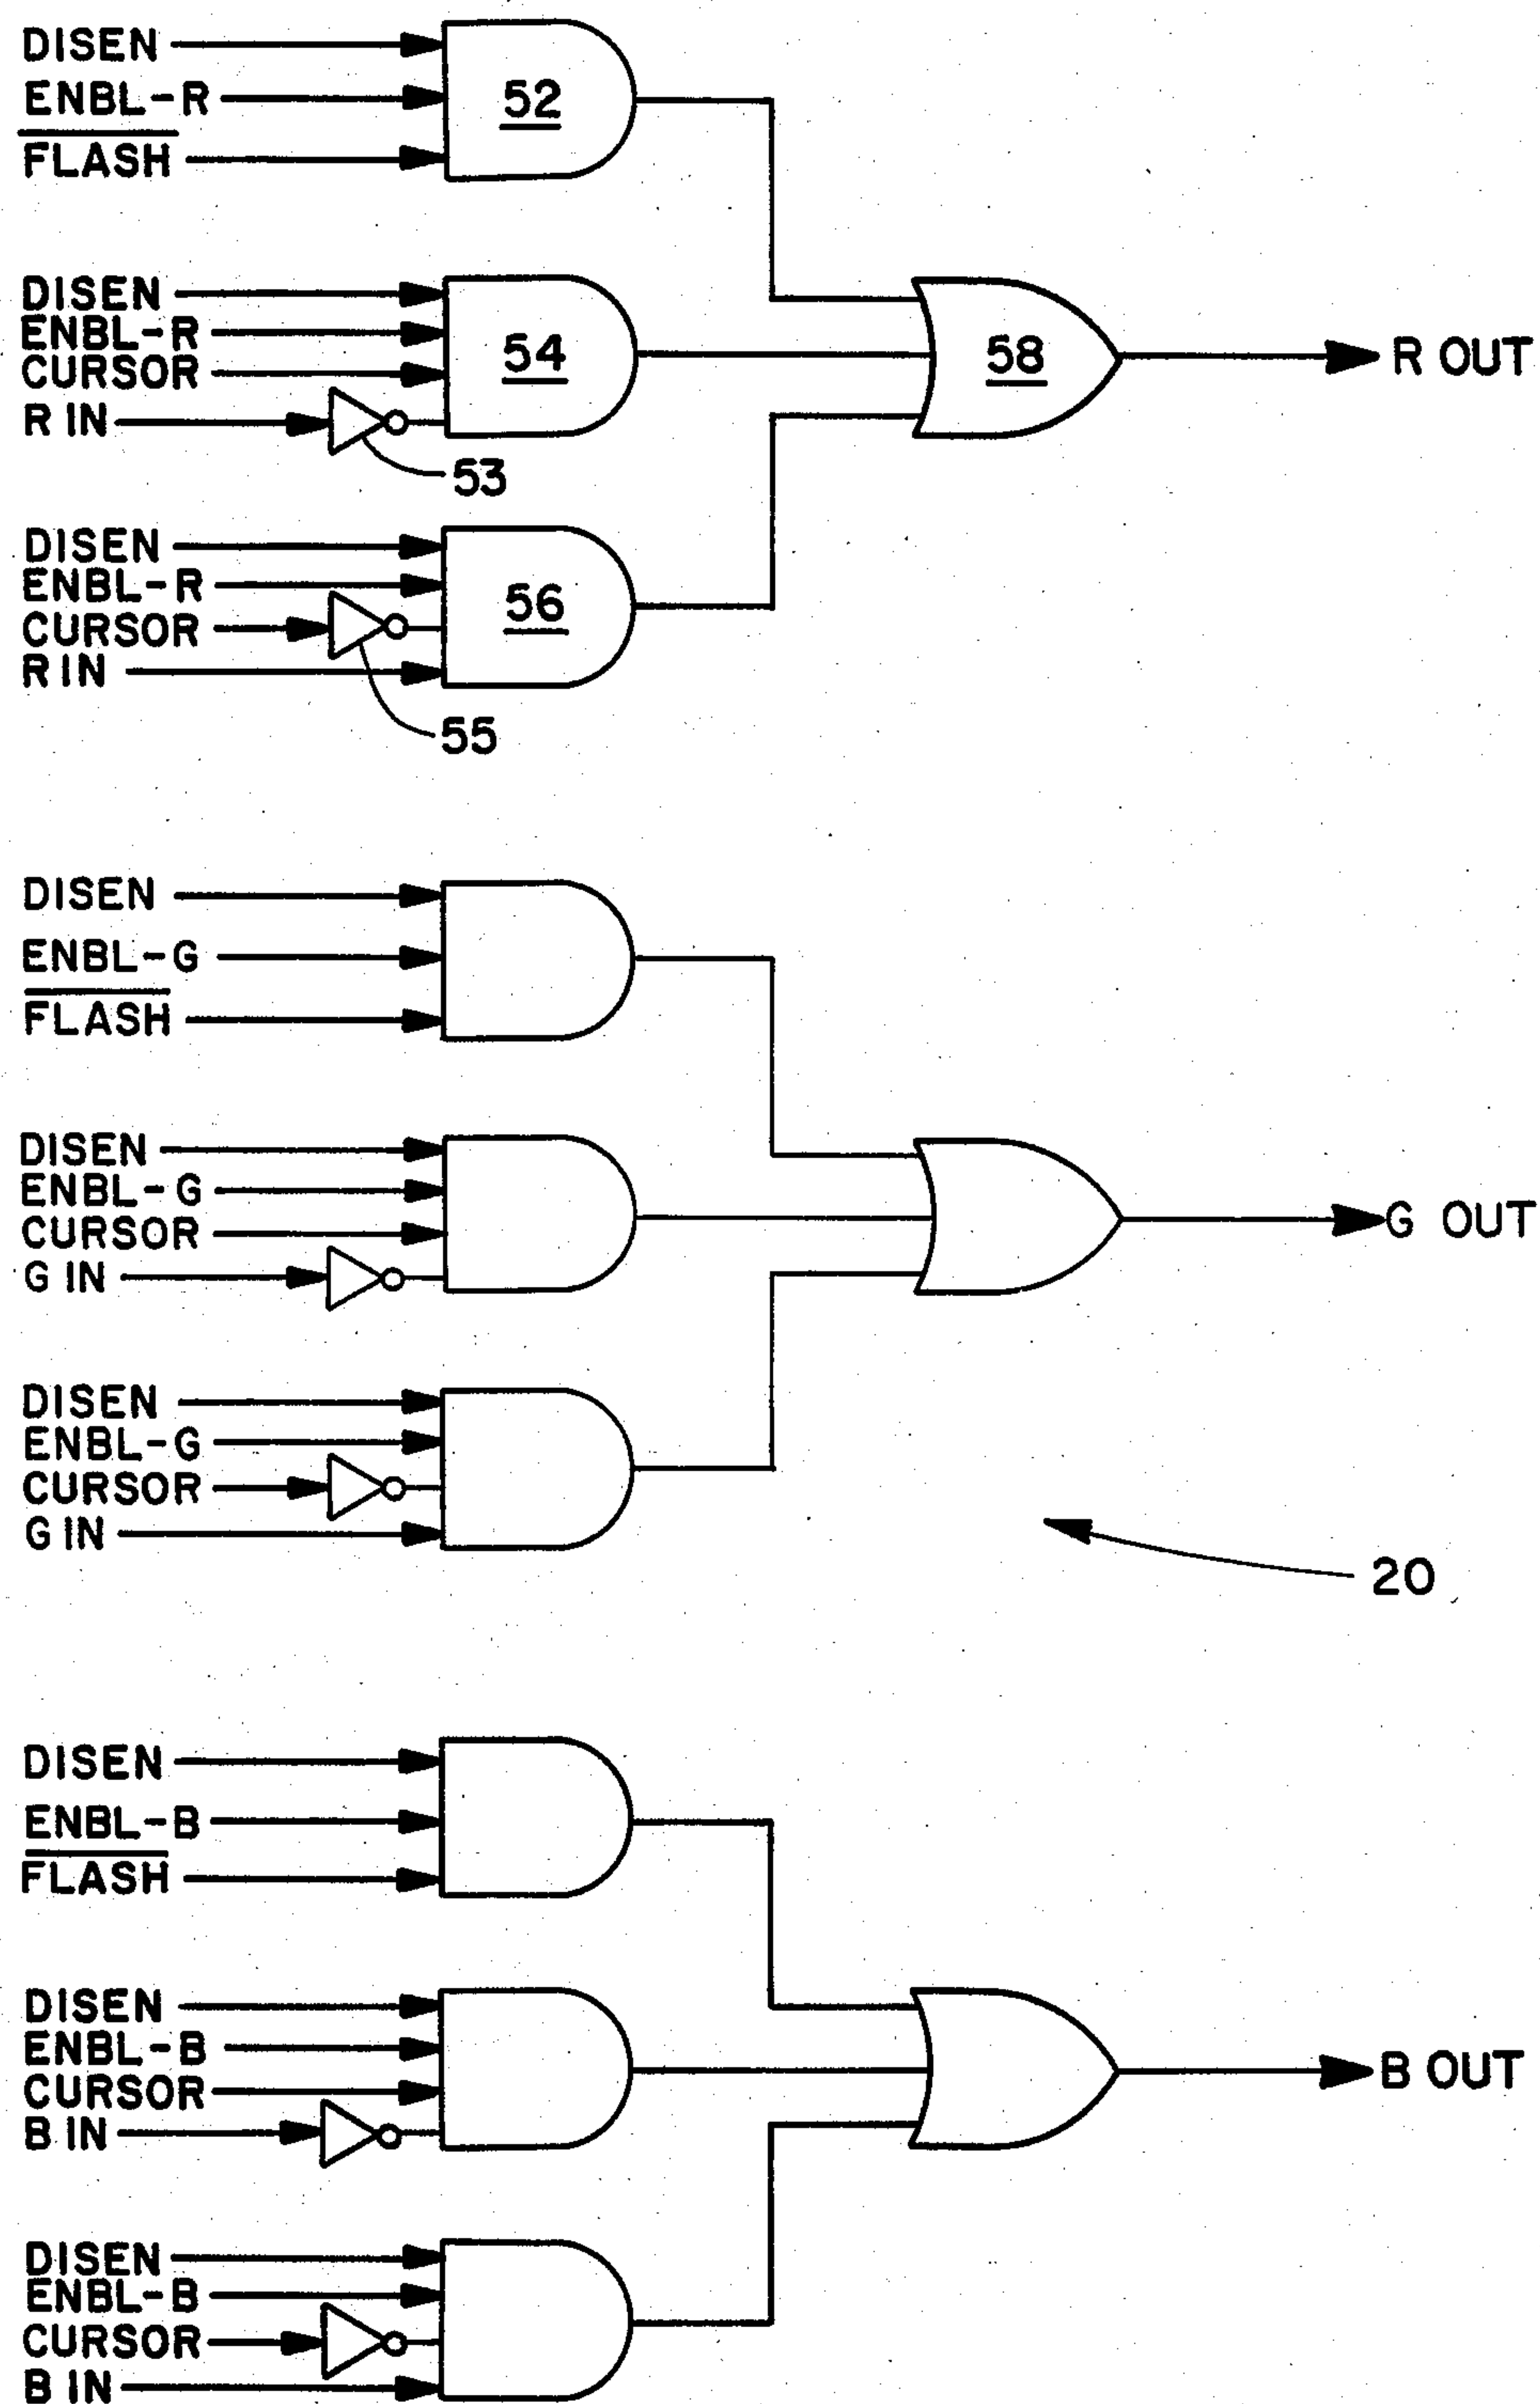 DISEN
ENBL-R
52
FLASH
DISEN
ENBL-R
54
58
R OUT
CURSOR
R IN
53
DISEN
ENBL-R
56
CURSOR
R IN
55
DISEN
ENBL-G
FLASH
DISEN
ENBL-G
G OUT
CURSOR
G IN
DISEN
ENBL-G
CURSOR
G IN
20
DISEN
ENBL-B
FLASH
DISEN
ENBL-B
B OUT
CURSOR
B IN
DISEN
ENBL-B
CURSOR
B IN